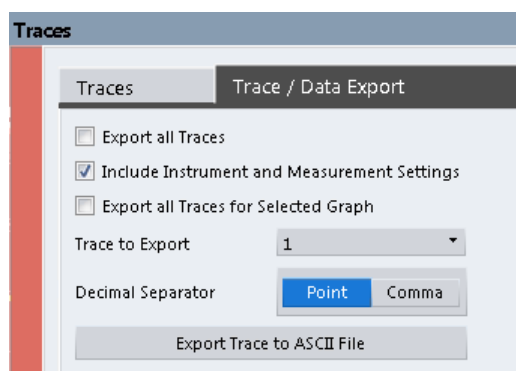 Traces
Traces Trace / Data Export
Export all Traces
Include Instrument and Measurement Settings
Export all Traces for Selected Graph
Trace to Export 1
Decimal Separator Point Comma
Export Trace to ASCII File